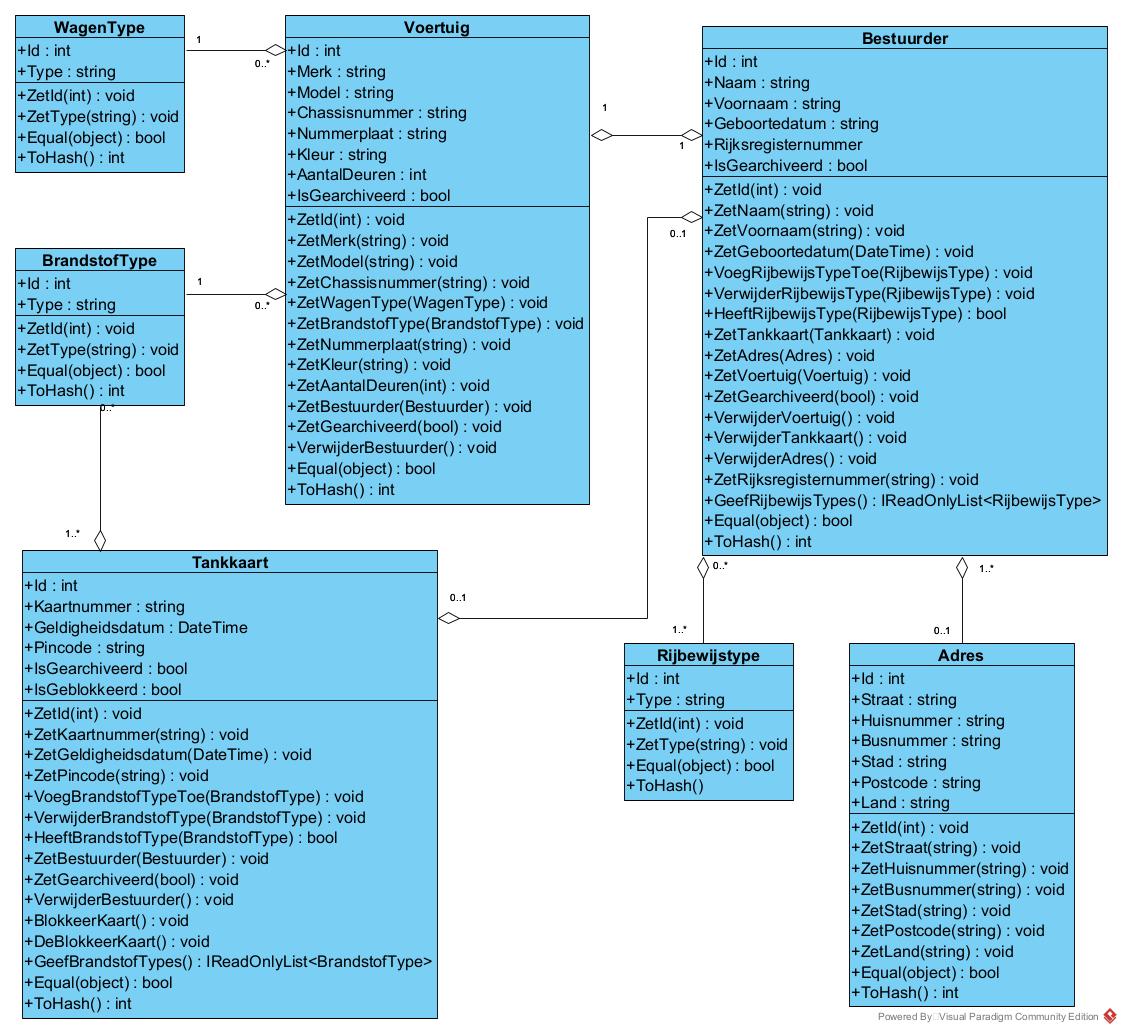 WagenType
+Id : int
+Type : string
+ZetId(int) : void
+ZetType(string) : void
+Equal(object) : bool
+ToHash() : int
1
0..*
Voertuig
+Id : int
+Merk : string
+Model : string
+Chassisnummer : string
+Nummerplaat : string
+Kleur : string
+AantalDeuren : int
+IsGearchiveerd : bool
+ZetId(int) : void
+ZetMerk(string) : void
+ZetModel(string) : void
+ZetChassisnummer(string) : void
+ZetWagenType(WagenType) : void
+ZetBrandstofType(BrandstofType) : void
+ZetNummerplaat(string) : void
+ZetKleur(string) : void
+ZetAantalDeuren(int) : void
+ZetBestuurder(Bestuurder) : void
+ZetGearchiveerd(bool) : void
+VerwijderBestuurder() : void
+Equal(object) : bool
+ToHash() : int
1
1
Bestuurder
+Id : int
+Naam : string
+Voornaam : string
+Geboortedatum : string
+Rijksregisternummer
+IsGearchiveerd : bool
+ZetId(int) : void
+ZetNaam(string) : void
+ZetVoornaam(string) : void
+ZetGeboortedatum(DateTime) : void
+VoegRijbewijsTypeToe(RijbewijsType) : void
+VerwijderRijbewijsType(RjibewijsType) : void
+HeeftRijbewijsType(RijbewijsType) : bool
+ZetTankkaart(Tankkaart) : void
+ZetAdres(Adres) : void
+ZetVoertuig(Voertuig) : void
+ZetGearchiveerd(bool) : void
+VerwijderVoertuig() : void
+VerwijderTankkaart() : void
+VerwijderAdres() : void
+ZetRijksregisternummer(string) : void
+GeefRijbewijsTypes() : IReadOnlyList<RijbewijsType>
+Equal(object) : bool
+ToHash() : int
0..1
BrandstofType
+Id : int
+Type : string
+ZetId(int) : void
+ZetType(string) : void
+Equal(object) : bool
+ToHash() : int
1
0..*
0..*
1..*
Tankkaart
+Id : int
+Kaartnummer : string
+Geldigheidsdatum : DateTime
+Pincode : string
+IsGearchiveerd : bool
+IsGeblokkeerd : bool
+ZetId(int) : void
+ZetKaartnummer(string) : void
+ZetGeldigheidsdatum(DateTime) : void
+ZetPincode(string) : void
+VoegBrandstofTypeToe(BrandstofType) : void
+VerwijderBrandstofType(BrandstofType) : void
+HeeftBrandstofType(BrandstofType) : bool
+ZetBestuurder(Bestuurder) : void
+ZetGearchiveerd(bool) : void
+VerwijderBestuurder() : void
+BlokkeerKaart() : void
+DeBlokkeerKaart() : void
+GeefBrandstofTypes() : IReadOnlyList<BrandstofType>
+Equal(object) : bool
+ToHash() : int
0..1
0..*
1..*
Rijbewijstype
+Id : int
+Type : string
+ZetId(int) : void
+ZetType(string) : void
+Equal(object) : bool
+ToHash()
1..*
0..1
Adres
+Id : int
+Straat : string
+Huisnummer : string
+Busnummer : string
+Stad : string
+Postcode : string
+Land : string
+ZetId(int) : void
+ZetStraat(string) : void
+ZetHuisnummer(string) : void
+ZetBusnummer(string) : void
+ZetStad(string) : void
+ZetPostcode(string) : void
+ZetLand(string) : void
+Equal(object) : bool
+ToHash() : int
Powered By Visual Paradigm Community Edition